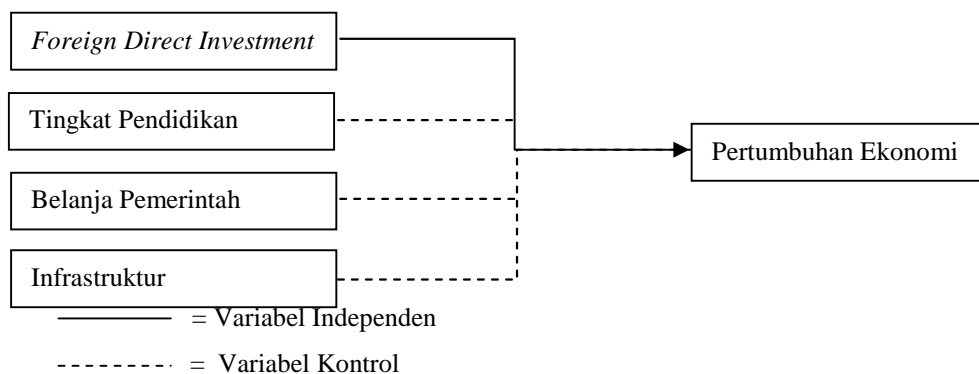 Foreign Direct Investment
Tingkat Pendidikan
Pertumbuhan Ekonomi
Belanja Pemerintah
Infrastruktur
= Variabel Independen
= Variabel Kontrol